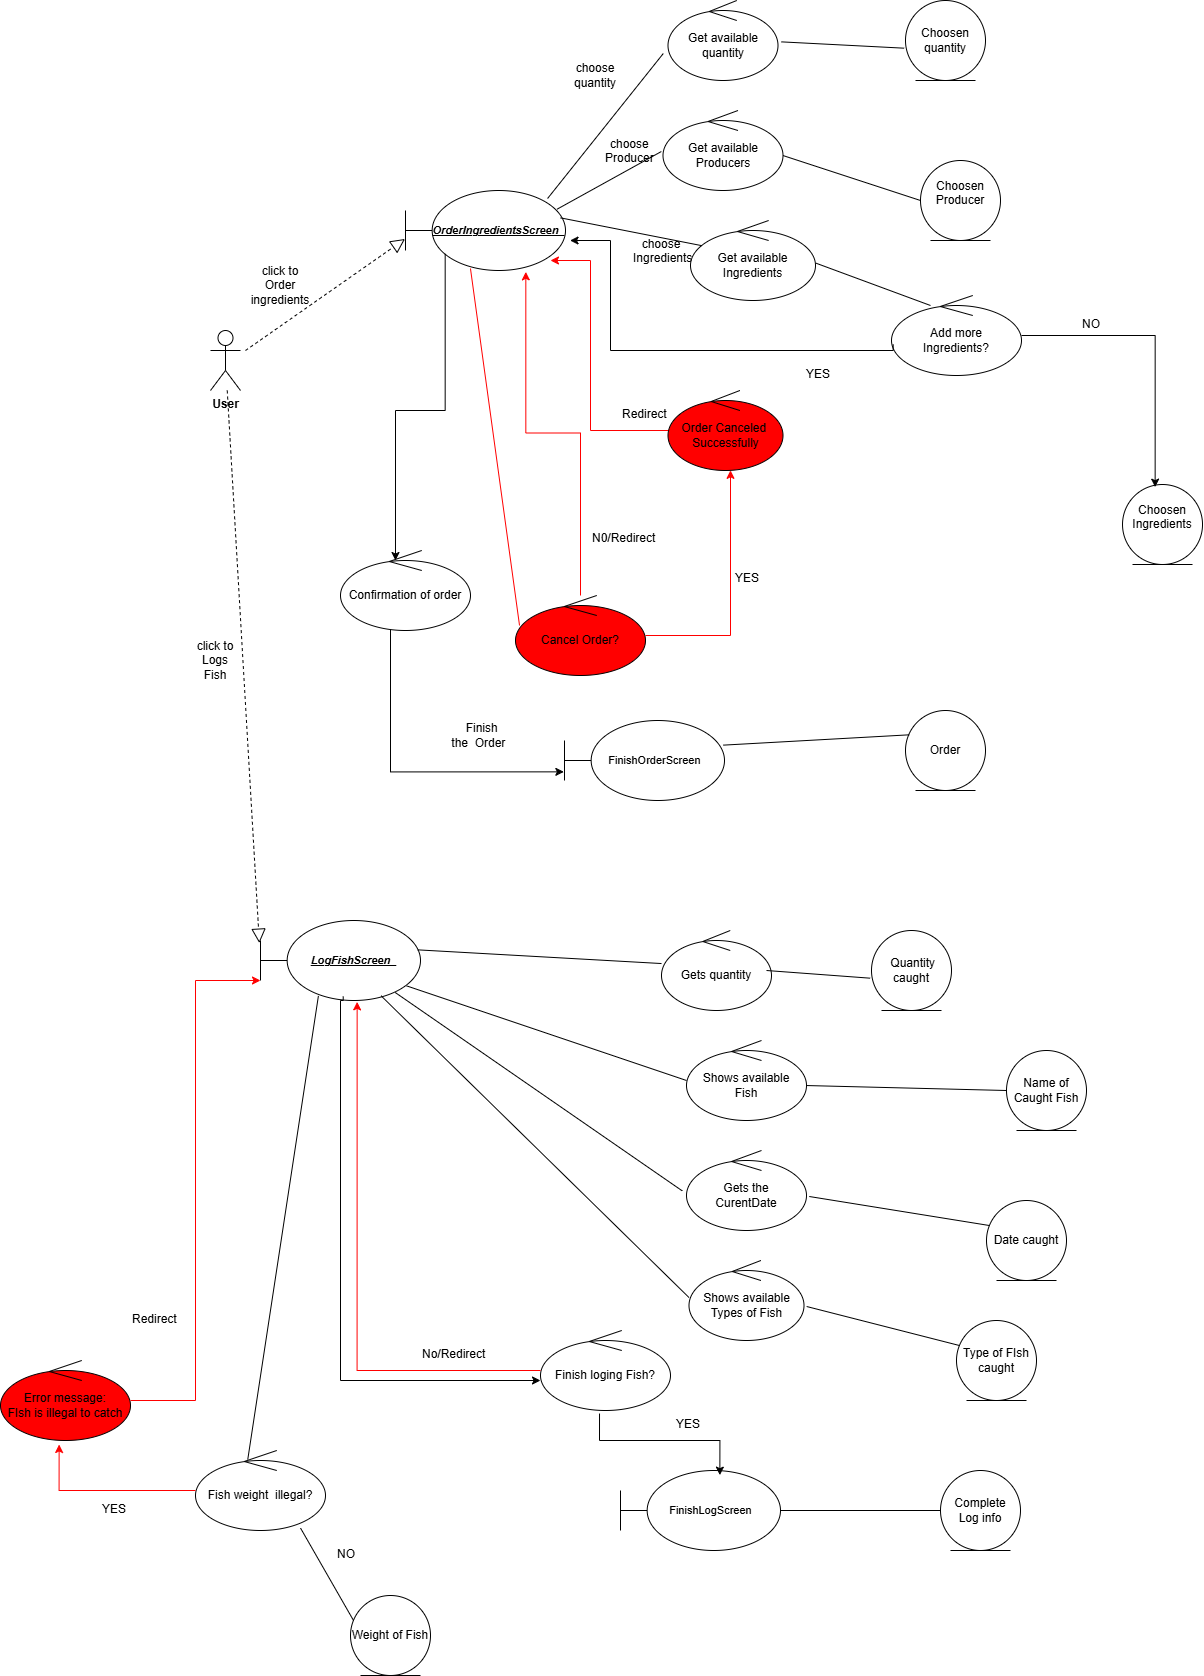 Get available
quantity
Choosen
quantity
choose
quantity
Get available
Producers
choose
Producer
Choosen
Producer
OrderIngredientsScreen
choose
Ingredients
Get available
Ingredients
click to
Order
ingredients
Add more
Ingredients?
NO
YES
User
Redirect
Order Canceled
Successfully
Choosen
Ingredients
N0/Redirect
YES
Confirmation of order
Cancel Order?
click to
Logs
Fish
Finish
the Order
FinishOrderScreen
Order
LogFishScreen
Gets quantity
Quantity
caught
Shows available
Fish
Name of
Caught Fish
Gets the
CurentDate
Date caught
Shows available
Types of Fish
Redirect
No/Redirect
Type of FIsh
caught
Finish loging Fish?
Error message:
FIsh is illegal to catch
YES
Fish weight illegal?
YES
FinishLogScreen
Complete
Log info
NO
Weight of Fish